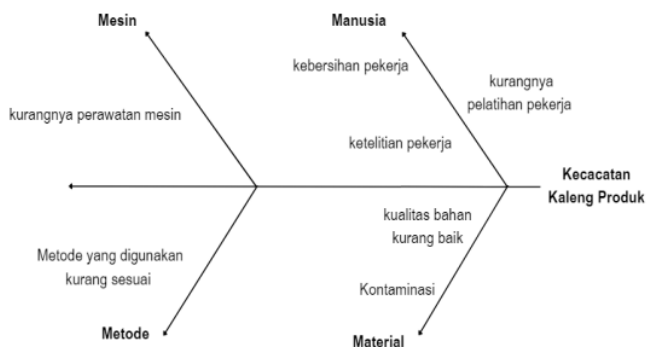 Mesin
Manusia
kebersihan pekerja
kurangnya
pelatihan pekerja
kurangnya perawatan mesin
ketelitian pekerja
Kecacatan
Kaleng Produk
kualitas bahan
kurang baik
Metode yang digunakan
kurang sesuai
Kontaminasi
Metode
Material